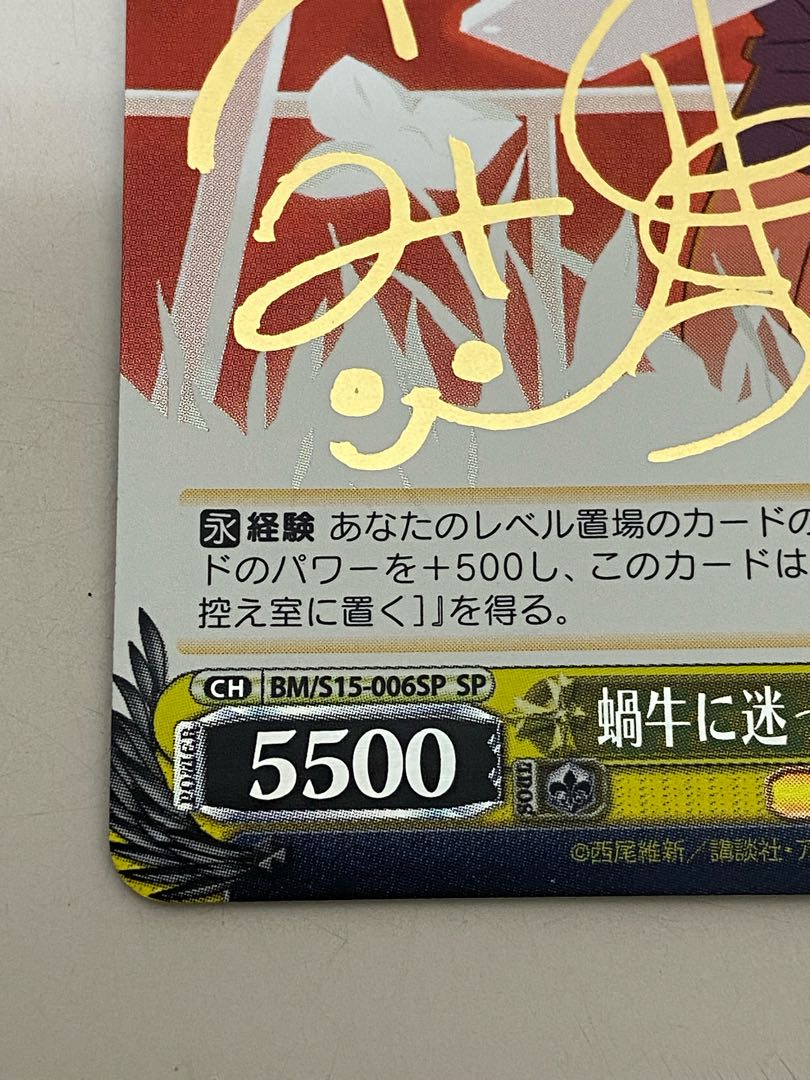 永 経験 あなたのレベル置場のカードの
ドのパワーを+500し、このカードは
控え室に置く]』を得る。
CH BM/S15-006SP SP
蝸牛に迷っ
POWER 5500
SOUL
©西尾維新/講談社・ア